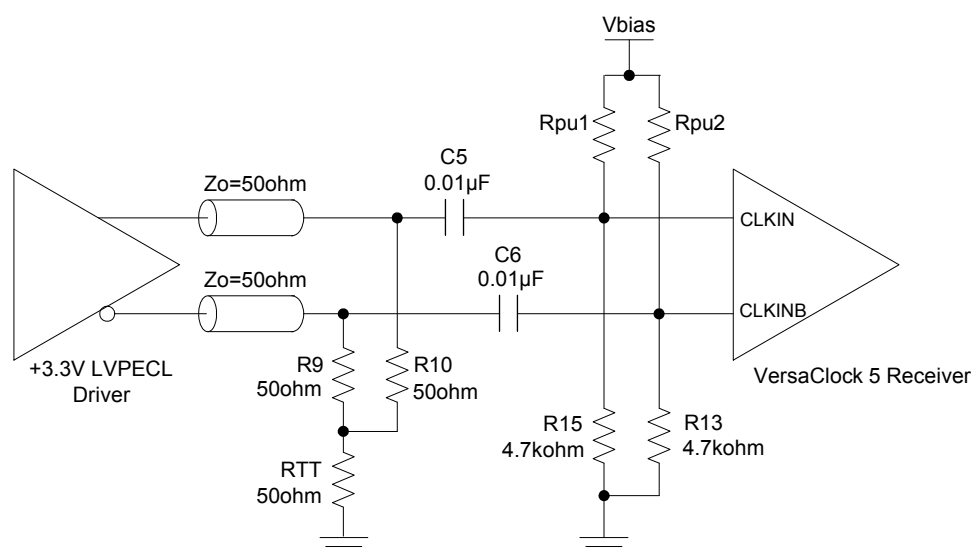 Vbias
Rpu1
Rpu2
C5
0.01µF
Zo=50ohm
CLKIN
C6
0.01µF
Zo=50ohm
CLKINB
+3.3V LVPECL
Driver
R9
50ohm
R10
50ohm
VersaClock 5 Receiver
R15
4.7kohm
R13
4.7kohm
RTT
50ohm